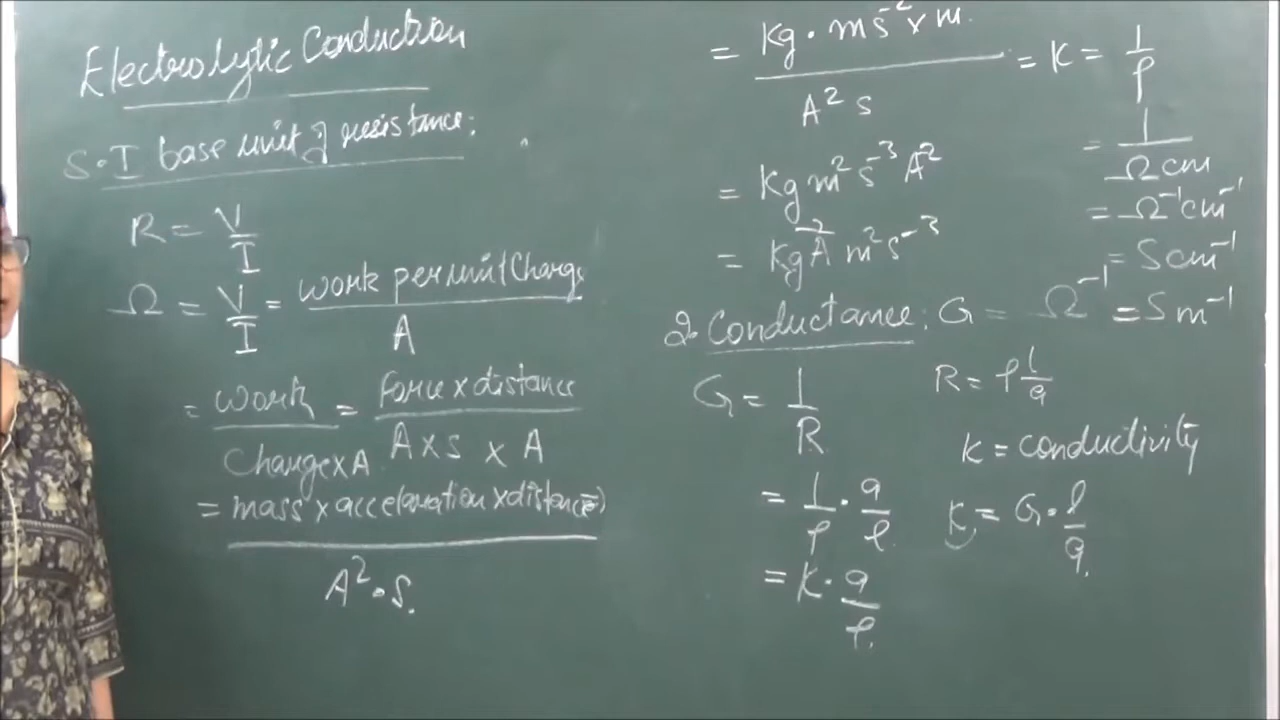 Electrolytic Conduction
S.I base unit of resistance:
R = V/I
Ω = V/I = work per unit Charge / A
= work / Charge x A = force x distance / A x s x A
= mass x acceleration x distance / A² . s.
= Kg . ms⁻² x m. / A² s
= Kg m² s⁻³ A⁻²
= Kg A⁻² m² s⁻³
2. Conductance: G = Ω⁻¹
G = 1/R
= 1/ρ . a/l
= K . a/l
= K = 1/ρ
= 1/Ω cm
= Ω⁻¹ cm⁻¹
= S cm⁻¹
= S m⁻¹
R = ρ l/a
K = conductivity
K = G . l/a